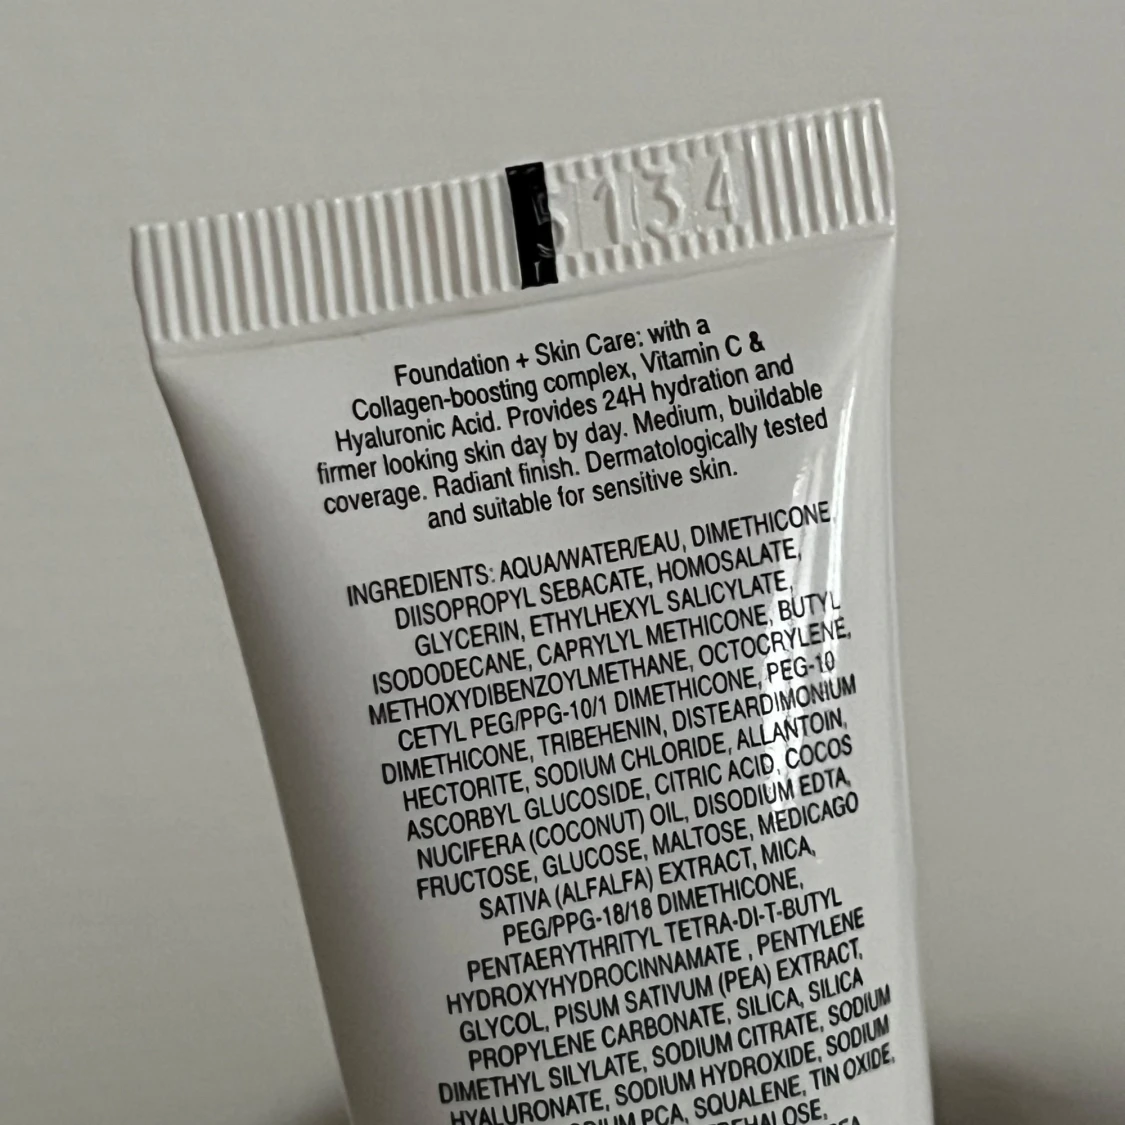 5134
Foundation + Skin Care: with a
Collagen-boosting complex, Vitamin C &
Hyaluronic Acid. Provides 24H hydration and
firmer looking skin day by day. Medium, buildable
coverage. Radiant finish. Dermatologically tested
and suitable for sensitive skin.
INGREDIENTS: AQUA/WATER/EAU, DIMETHICONE,
DIISOPROPYL SEBACATE, HOMOSALATE,
GLYCERIN, ETHYLHEXYL SALICYLATE,
ISODODECANE, CAPRYLYL METHICONE, BUTYL
METHOXYDIBENZOYLMETHANE, OCTOCRYLENE,
CETYL PEG/PPG-10/1 DIMETHICONE, PEG-10
DIMETHICONE, TRIBEHENIN, DISTEARDIMONIUM
HECTORITE, SODIUM CHLORIDE, ALLANTOIN,
ASCORBYL GLUCOSIDE, CITRIC ACID, COCOS
NUCIFERA (COCONUT) OIL, DISODIUM EDTA,
FRUCTOSE, GLUCOSE, MALTOSE, MEDICAGO
SATIVA (ALFALFA) EXTRACT, MICA,
PEG/PPG-18/18 DIMETHICONE,
PENTAERYTHRITYL TETRA-DI-T-BUTYL
HYDROXYHYDROCINNAMATE , PENTYLENE
GLYCOL, PISUM SATIVUM (PEA) EXTRACT,
PROPYLENE CARBONATE, SILICA, SILICA
DIMETHYL SILYLATE, SODIUM CITRATE, SODIUM
HYALURONATE, SODIUM HYDROXIDE, SODIUM
PCA, SQUALENE, TIN OXIDE,